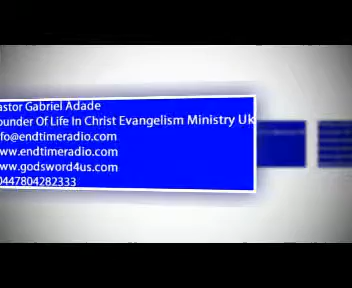 astor Gabriel Adade
ounder Of Life In Christ Evangelism Ministry Uk
nfo@endtimeradio.com
www.endtimeradio.com
www.godsword4us.com
0447804282333